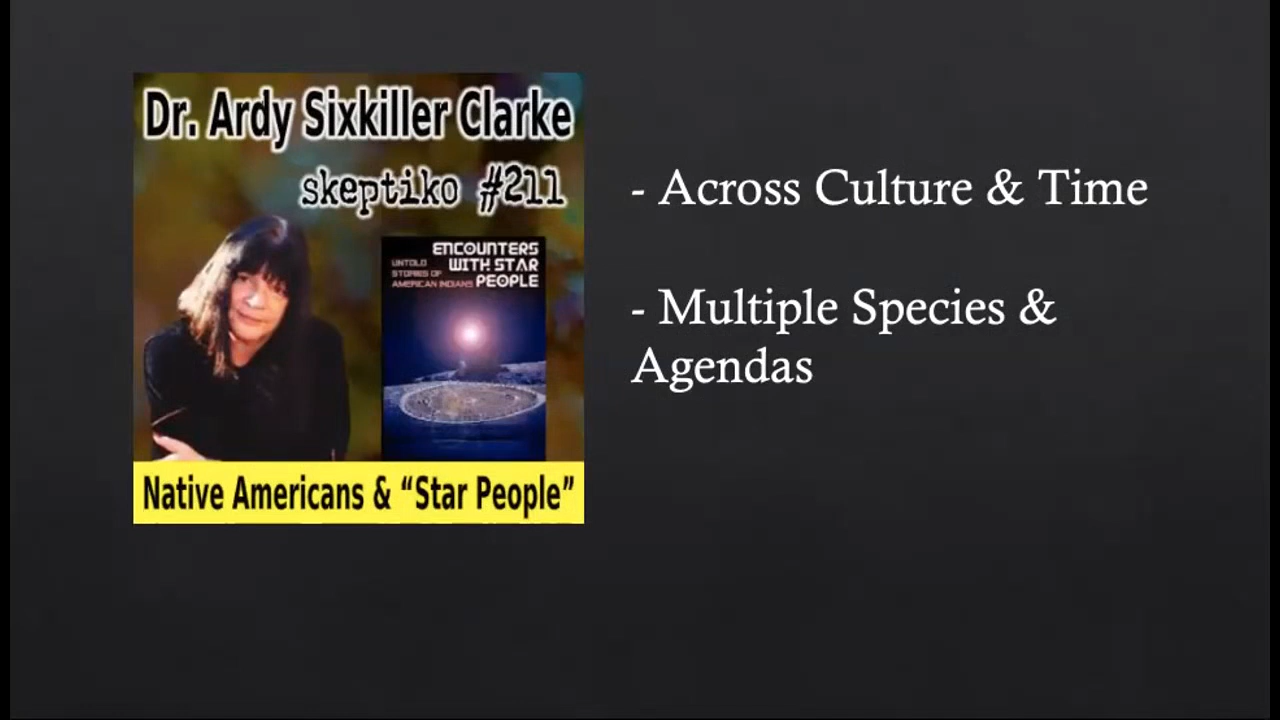 Dr. Ardy Sixkiller Clarke
skeptiko #211
ENCOUNTERS
UNTOLD
STORIES OF
AMERICAN INDIANS
WITH STAR
PEOPLE
Native Americans & “Star People”
- Across Culture & Time
- Multiple Species &
Agendas